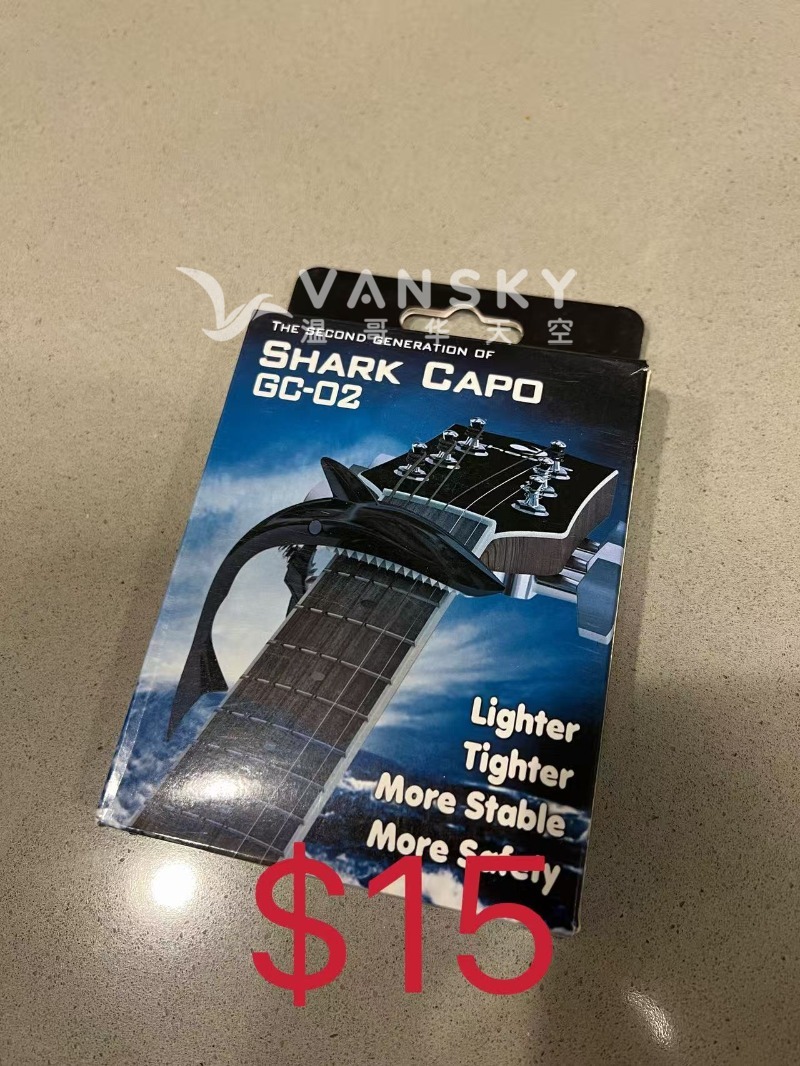 VANSKY
温哥华天空
THE SECOND GENERATION OF
SHARK CAPO
GC-02
Lighter
Tighter
More Stable
More Safely
$15